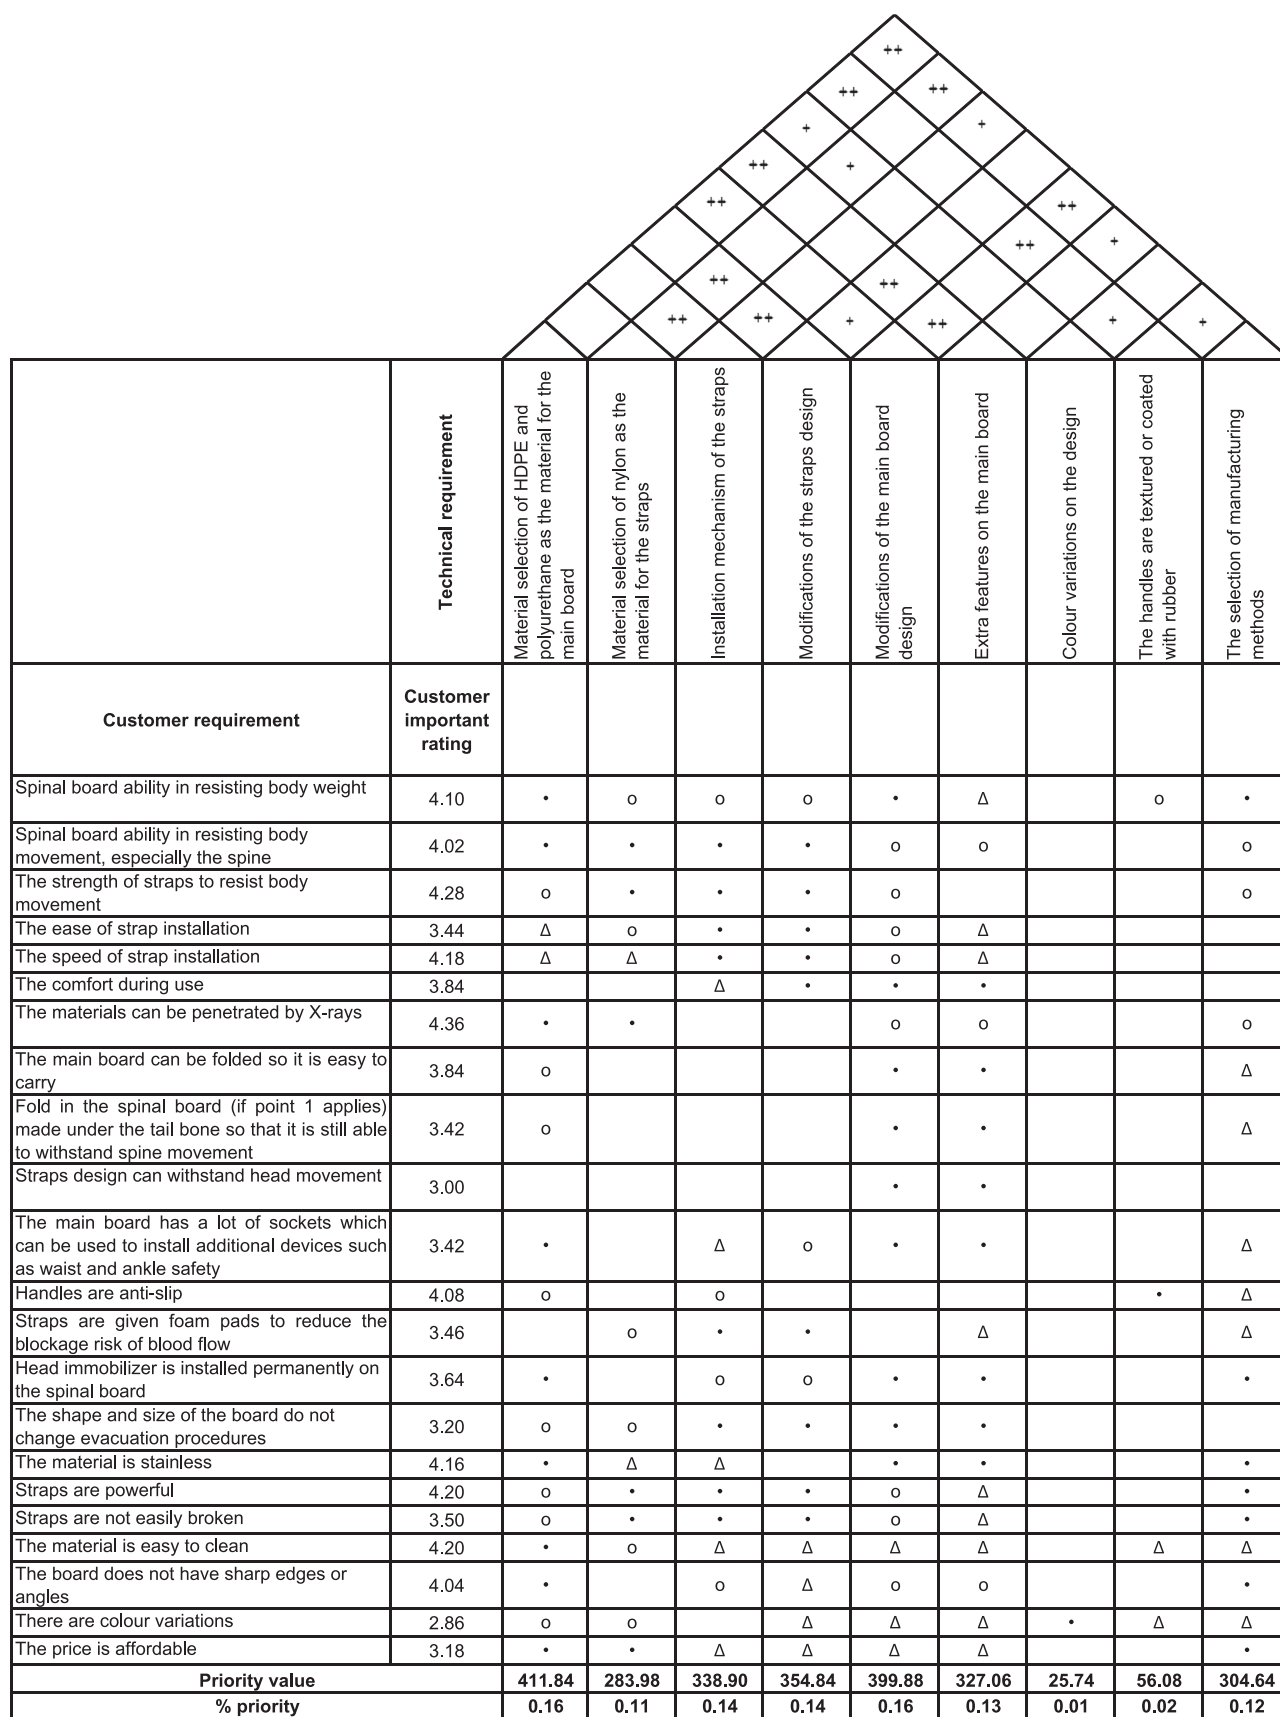 ++
++ ++
+ +
++ +
++ ++
++ +
++ ++
++ ++ + ++ + +
Technical requirement
Material selection of HDPE and
polyurethane as the material for the
main board
Material selection of nylon as the
material for the straps
Installation mechanism of the straps
Modifications of the straps design
Modifications of the main board
design
Extra features on the main board
Colour variations on the design
The handles are textured or coated
with rubber
The selection of manufacturing
methods
Customer requirement
Customer
important
rating
Spinal board ability in resisting body weight
4.10 • o o o • Δ o •
Spinal board ability in resisting body
movement, especially the spine
4.02 • • • • o o o
The strength of straps to resist body
movement
4.28 o • • • o o
The ease of strap installation 3.44 Δ o • • o Δ
The speed of strap installation 4.18 Δ Δ • • o Δ
The comfort during use 3.84 Δ • • •
The materials can be penetrated by X-rays
4.36 • • o o o
The main board can be folded so it is easy to
carry
3.84 o • • Δ
Fold in the spinal board (if point 1 applies)
made under the tail bone so that it is still able
to withstand spine movement
3.42 o • • Δ
Straps design can withstand head movement
3.00 • •
The main board has a lot of sockets which
can be used to install additional devices such
as waist and ankle safety
3.42 • Δ o • • Δ
Handles are anti-slip 4.08 o o • Δ
Straps are given foam pads to reduce the
blockage risk of blood flow
3.46 o • • Δ Δ
Head immobilizer is installed permanently on
the spinal board
3.64 • o o • • •
The shape and size of the board do not
change evacuation procedures
3.20 o o • • • •
The material is stainless 4.16 • Δ Δ • • •
Straps are powerful 4.20 o • • • o Δ •
Straps are not easily broken 3.50 o • • • o Δ •
The material is easy to clean 4.20 • o Δ Δ Δ Δ Δ Δ
The board does not have sharp edges or
angles
4.04 • o Δ o o •
There are colour variations 2.86 o o Δ Δ Δ • Δ Δ
The price is affordable 3.18 • • Δ Δ Δ Δ •
Priority value 411.84 283.98 338.90 354.84 399.88 327.06 25.74 56.08 304.64
% priority 0.16 0.11 0.14 0.14 0.16 0.13 0.01 0.02 0.12